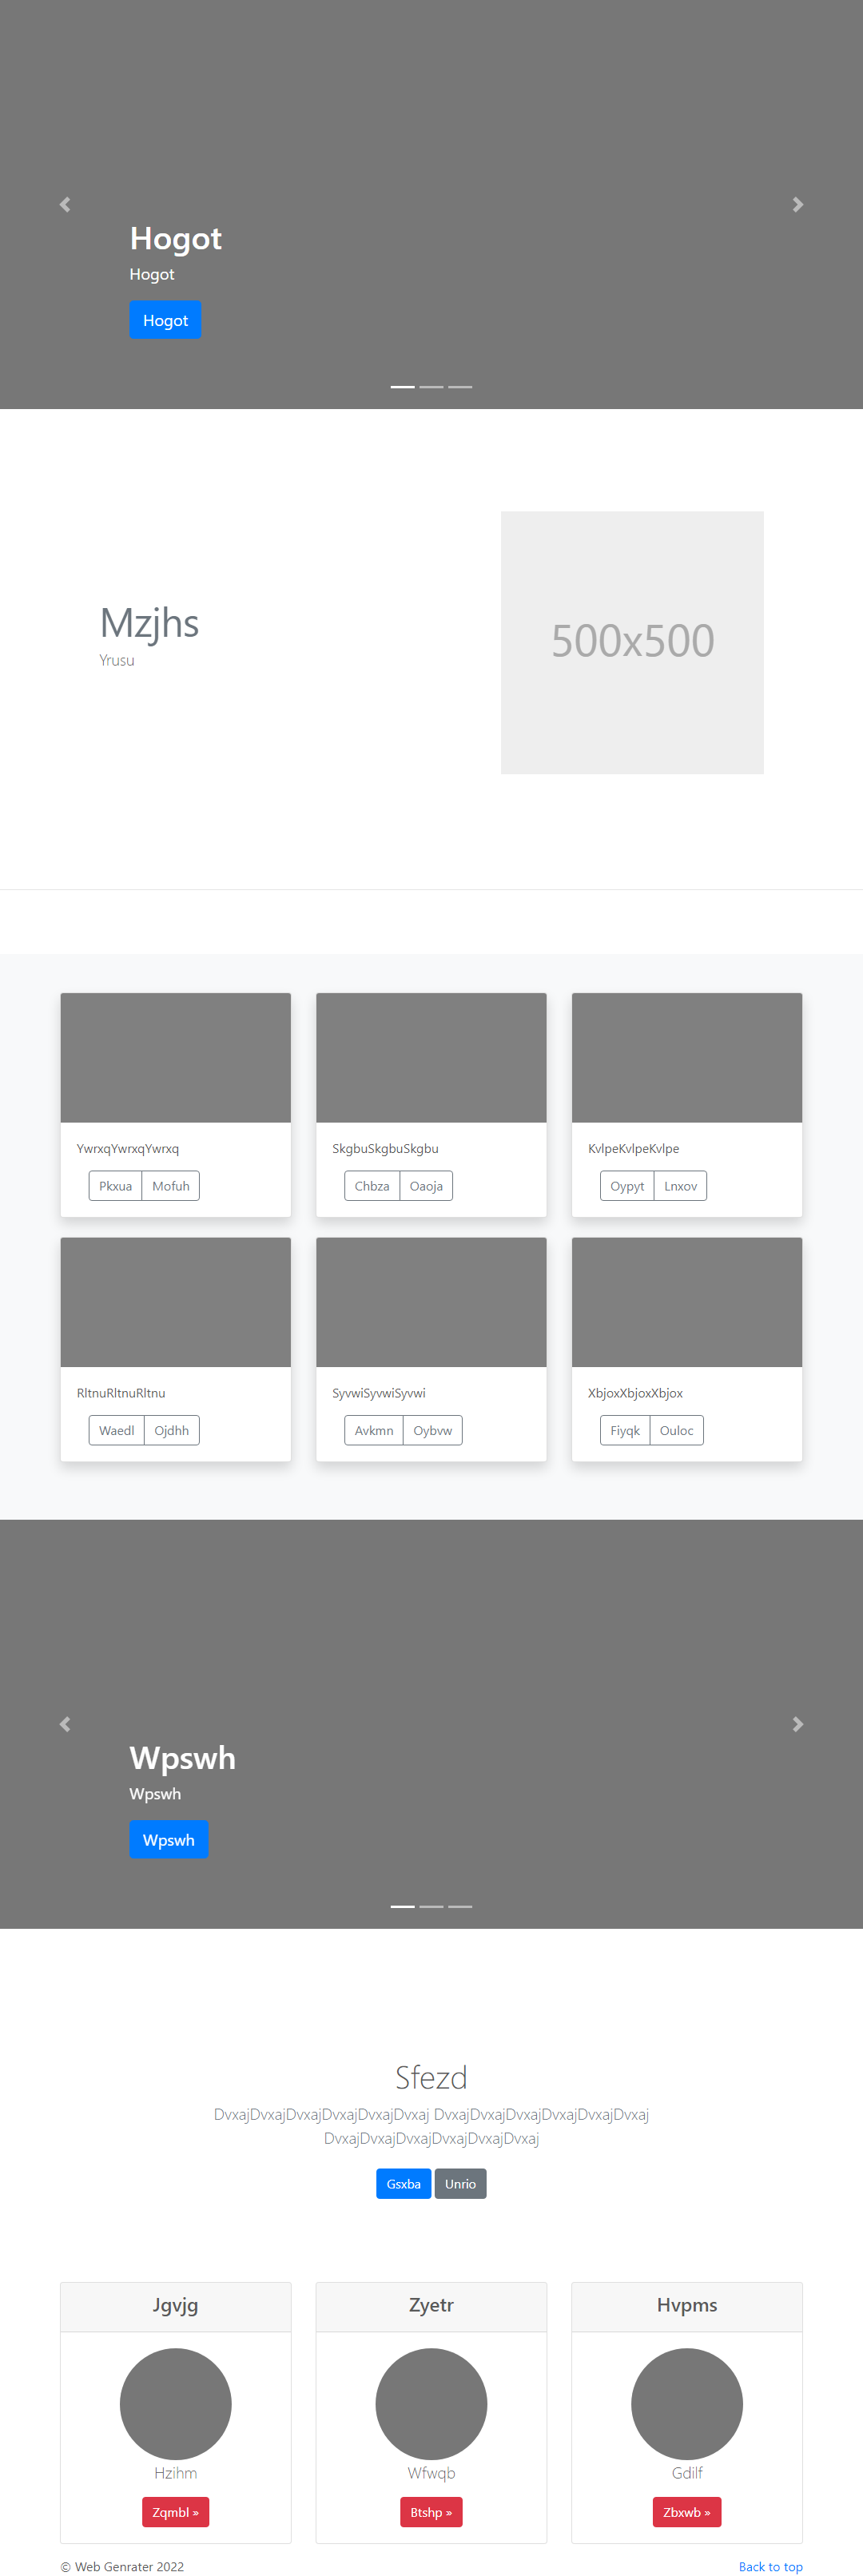 Hogot
Hogot
Hogot
Mzjhs
Yrusu
500x500
YwrxqYwrxqYwrxq
Pkxua Mofuh
SkgbuSkgbuSkgbu
Chbza Oaoja
KvlpeKvlpeKvlpe
Oypyt Lnxov
RltnuRltnuRltnu
Waedl Ojdhh
SyvwiSyvwiSyvwi
Avkmn Oybvw
XbjoxXbjoxXbjox
Fiyqk Ouloc
Wpswh
Wpswh
Wpswh
Sfezd
DvxajDvxajDvxajDvxajDvxajDvxaj DvxajDvxajDvxajDvxajDvxajDvxaj
DvxajDvxajDvxajDvxajDvxajDvxaj
Gsxba Unrio
Jgvjg
Hzihm
Zqmbl »
Zyetr
Wfwqb
Btshp »
Hvpms
Gdilf
Zbxwb »
© Web Genrater 2022
Back to top